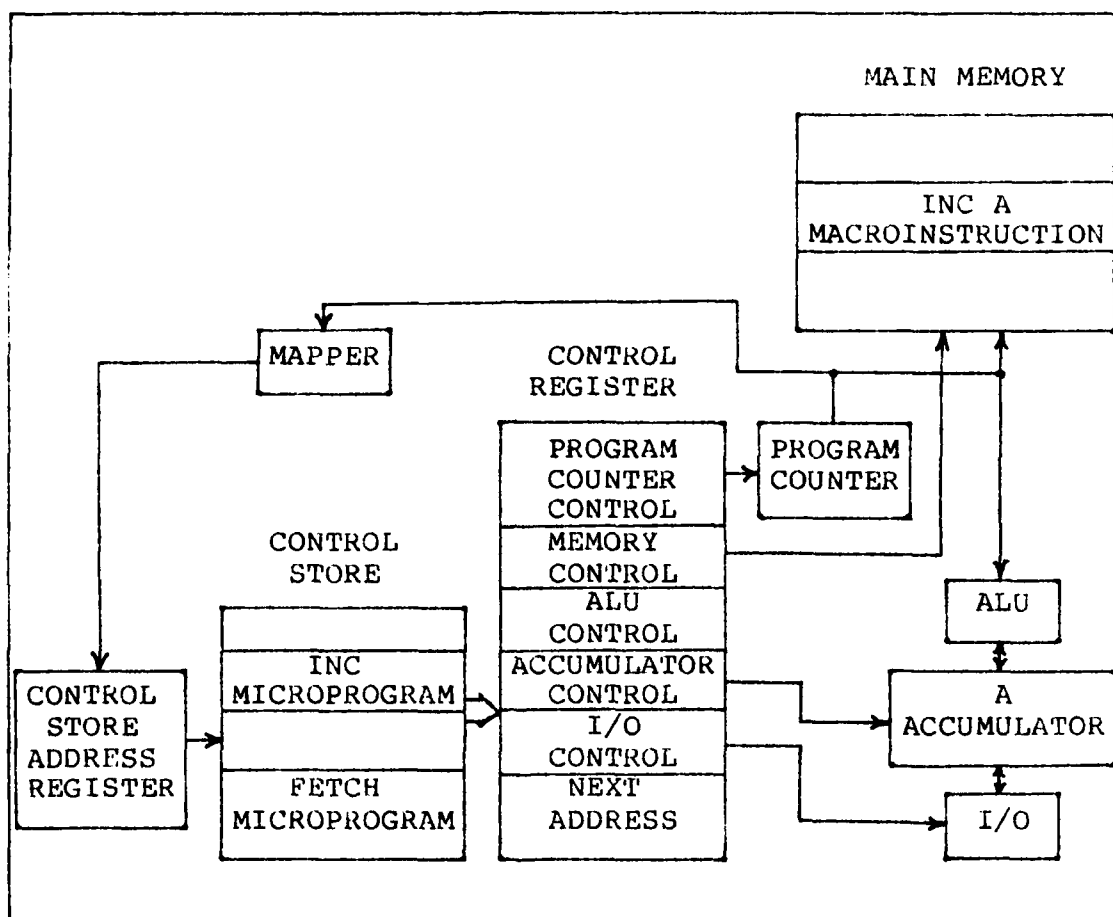 MAIN MEMORY
INC A
MACROINSTRUCTION
MAPPER
CONTROL
REGISTER
PROGRAM
COUNTER
CONTROL
PROGRAM
COUNTER
CONTROL
STORE
MEMORY
CONTROL
ALU
CONTROL
ALU
INC
MICROPROGRAM
ACCUMULATOR
CONTROL
CONTROL
STORE
ADDRESS
REGISTER
A
ACCUMULATOR
I/O
CONTROL
FETCH
MICROPROGRAM
NEXT
ADDRESS
I/O